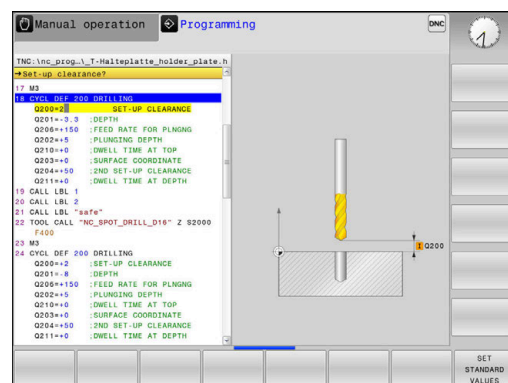 Manual operation
Programming
DNC
TNC:\nc_prog…\_T-Halteplatte_holder_plate.h
→Set-up clearance?
17 M3
18 CYCL DEF 200 DRILLING
Q200=2 SET-UP CLEARANCE
Q201=-3.3 ;DEPTH
Q206=+150 ;FEED RATE FOR PLNGNG
Q202=+5 ;PLUNGING DEPTH
Q210=+0 ;DWELL TIME AT TOP
Q203=+0 ;SURFACE COORDINATE
Q204=+50 ;2ND SET-UP CLEARANCE
Q211=+0 ;DWELL TIME AT DEPTH
19 CALL LBL 1
20 CALL LBL 2
21 CALL LBL "safe"
22 TOOL CALL "NC_SPOT_DRILL_D16" Z S2000
F400
23 M3
24 CYCL DEF 200 DRILLING
Q200=+2 ;SET-UP CLEARANCE
Q201=-8 ;DEPTH
Q206=+150 ;FEED RATE FOR PLNGNG
Q202=+5 ;PLUNGING DEPTH
Q210=+0 ;DWELL TIME AT TOP
Q203=+0 ;SURFACE COORDINATE
Q204=+50 ;2ND SET-UP CLEARANCE
Q211=+0 ;DWELL TIME AT DEPTH
I Q200
SET
STANDARD
VALUES